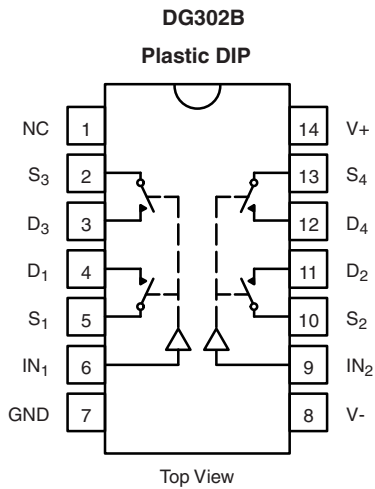 DG302B
Plastic DIP
NC 1 14 V+
S3 2 13 S4
D3 3 12 D4
D1 4 11 D2
S1 5 10 S2
IN1 6 9 IN2
GND 7 8 V-
Top View